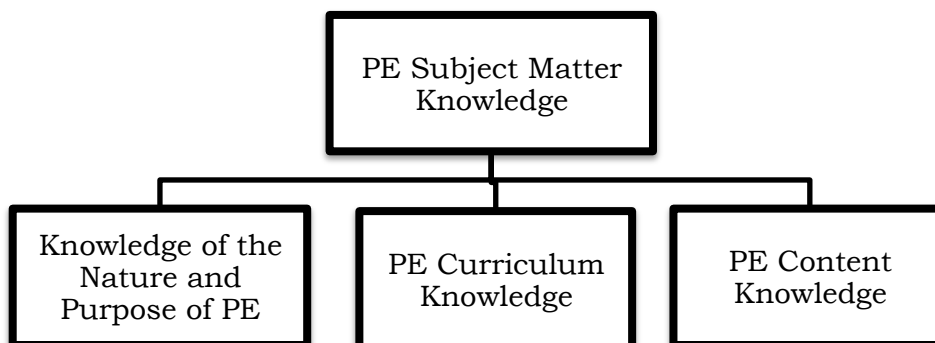 PE Subject Matter
Knowledge
Knowledge of the
Nature and
Purpose of PE
PE Curriculum
Knowledge
PE Content
Knowledge